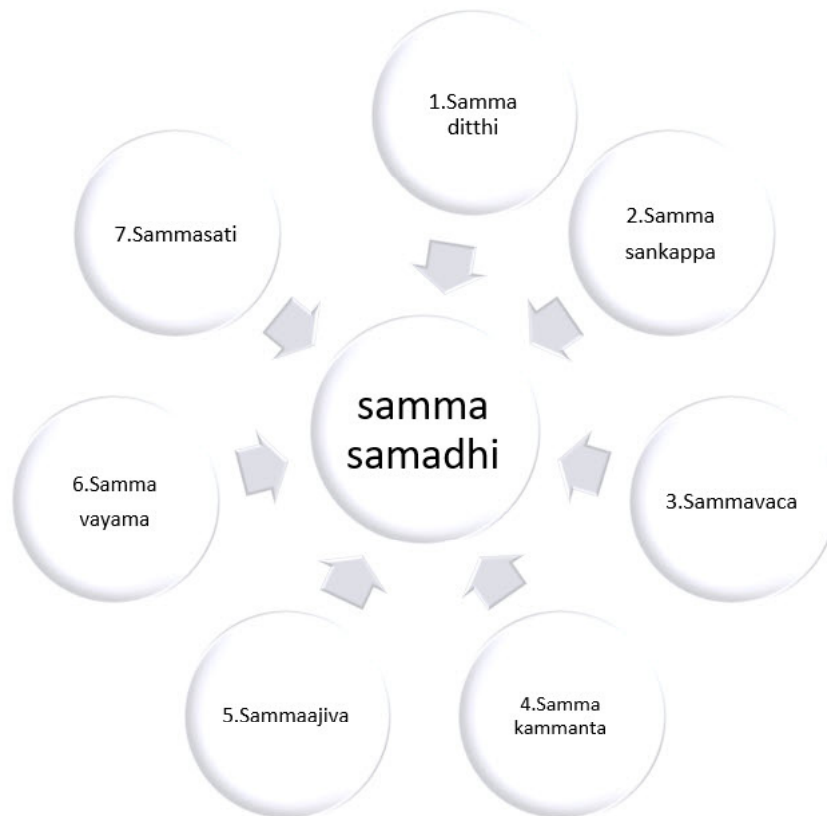 1.Samma
ditthi
2.Samma
sankappa
3.Sammavaca
4.Samma
kammanta
5.Sammaajiva
6.Samma
vayama
7.Sammasati
samma
samadhi